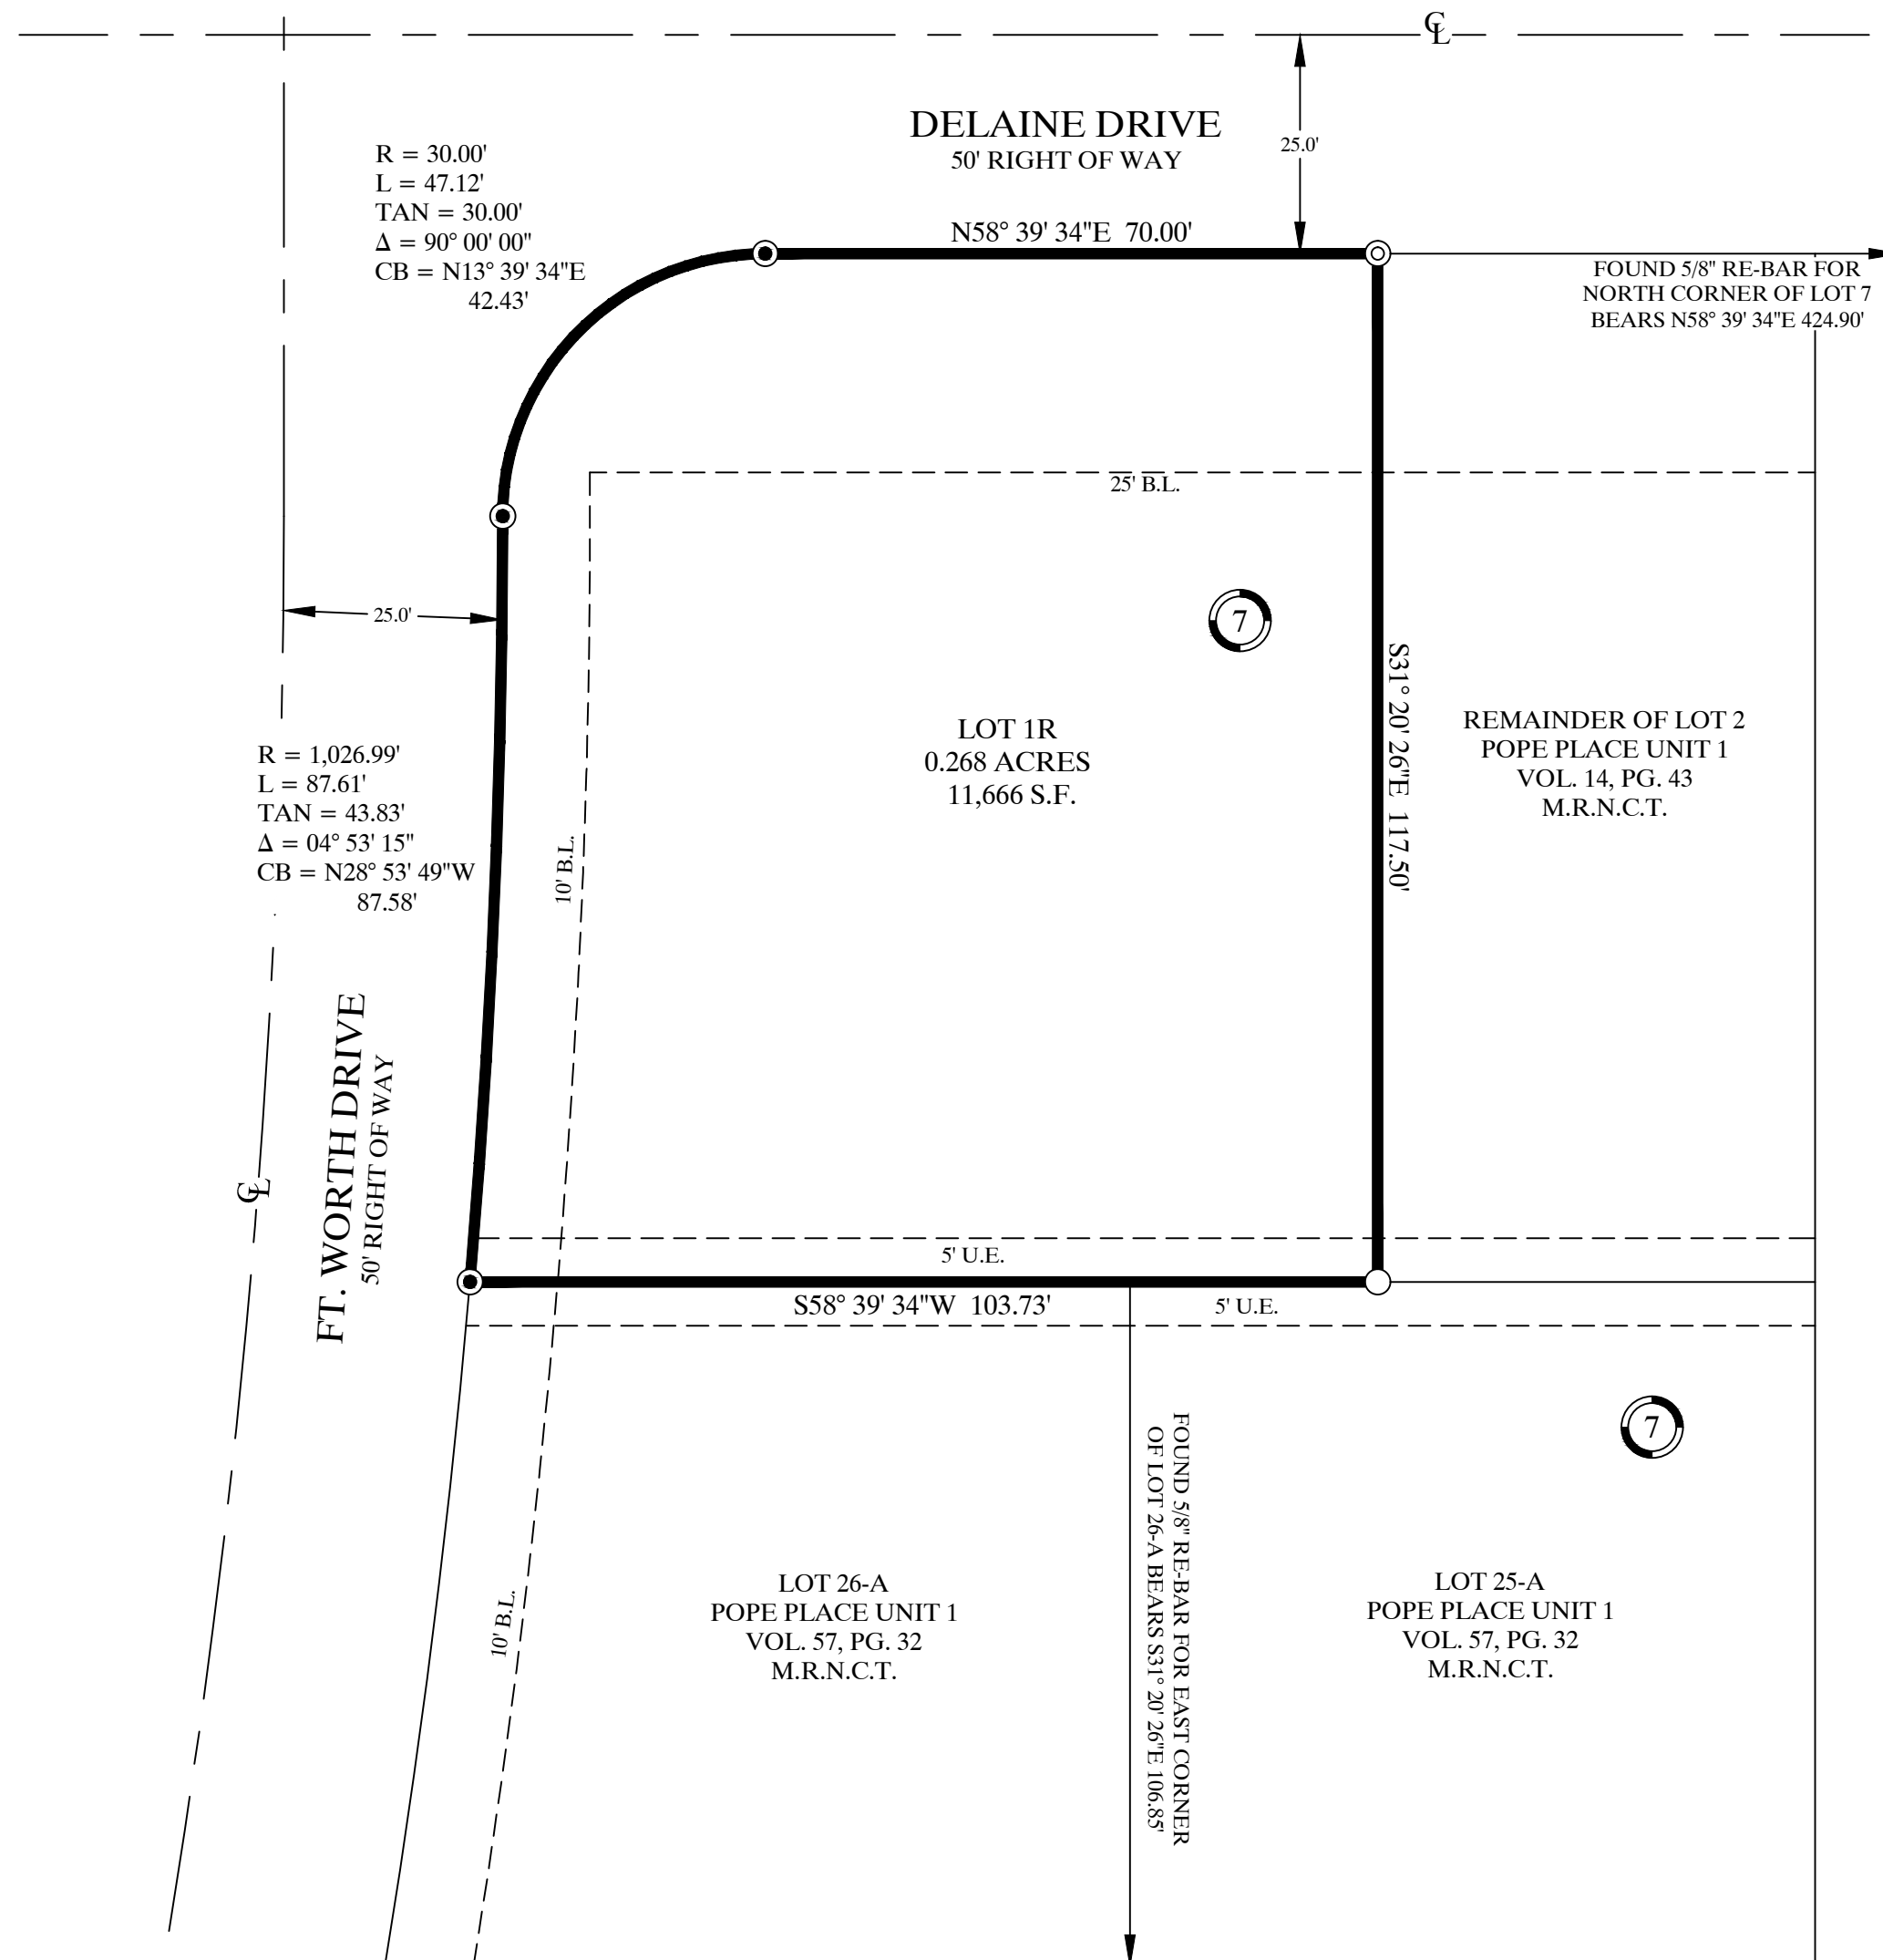 ℄
DELAINE DRIVE
50' RIGHT OF WAY
25.0'
R = 30.00'
L = 47.12'
TAN = 30.00'
Δ = 90° 00' 00"
CB = N13° 39' 34"E
42.43'
N58° 39' 34"E 70.00'
FOUND 5/8" RE-BAR FOR
NORTH CORNER OF LOT 7
BEARS N58° 39' 34"E 424.90'
25' B.L.
25.0'
7
S31° 20' 26"E 117.50'
LOT 1R
0.268 ACRES
11,666 S.F.
REMAINDER OF LOT 2
POPE PLACE UNIT 1
VOL. 14, PG. 43
M.R.N.C.T.
R = 1,026.99'
L = 87.61'
TAN = 43.83'
Δ = 04° 53' 15"
CB = N28° 53' 49"W
87.58'
10' B.L.
FT. WORTH DRIVE
50' RIGHT OF WAY
℄
5' U.E.
S58° 39' 34"W 103.73'
5' U.E.
7
FOUND 5/8" RE-BAR FOR EAST CORNER
OF LOT 26-A BEARS S31° 20' 26"E 106.85'
10' B.L.
LOT 26-A
POPE PLACE UNIT 1
VOL. 57, PG. 32
M.R.N.C.T.
LOT 25-A
POPE PLACE UNIT 1
VOL. 57, PG. 32
M.R.N.C.T.